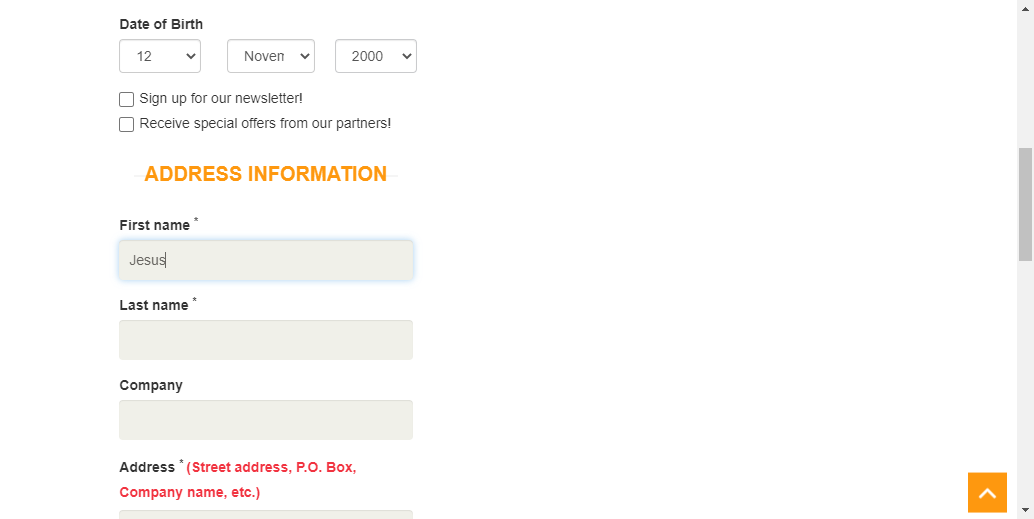 Date of Birth
12 Novem 2000
Sign up for our newsletter!
Receive special offers from our partners!
ADDRESS INFORMATION
First name *
Jesus
Last name *
Company
Address * (Street address, P.O. Box,
Company name, etc.)